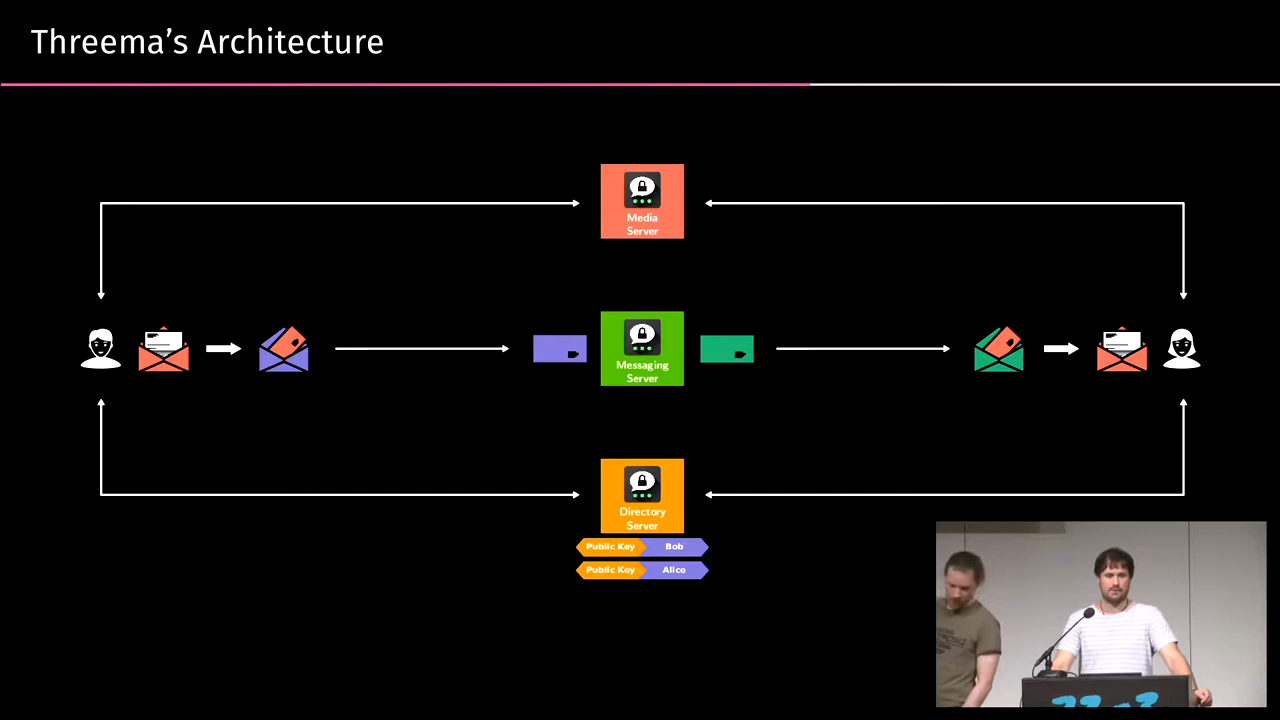 Threema's Architecture
Media
Server
Messaging
Server
Directory
Server
Public Key Bob
Public Key Alice